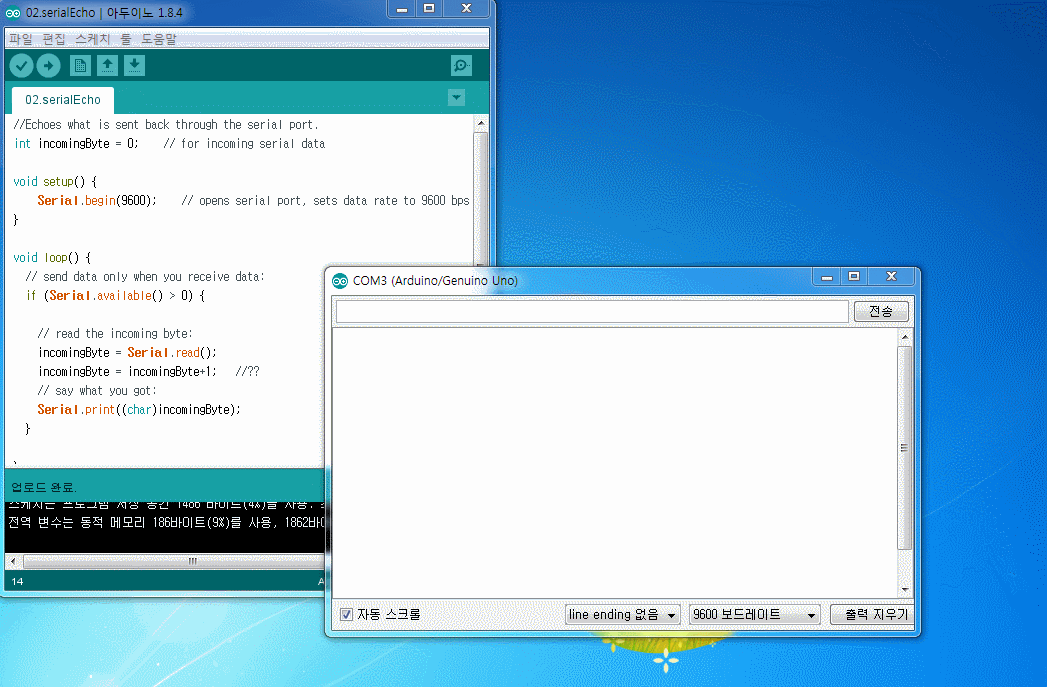 02.serialEcho | 아두이노 1.8.4
파일 편집 스케치 툴 도움말
02.serialEcho
//Echoes what is sent back through the serial port.
int incomingByte = 0;    // for incoming serial data
void setup() {
    Serial.begin(9600);    // opens serial port, sets data rate to 9600 bps
}
void loop() {
  // send data only when you receive data:
  if (Serial.available() > 0) {
    // read the incoming byte:
    incomingByte = Serial.read();
    incomingByte = incomingByte+1;   //??
    // say what you got:
    Serial.print((char)incomingByte);
  }
업로드 완료.
스케치는 프로그램 저장 공간 1486 바이트(4%)를 사용.
전역 변수는 동적 메모리 186바이트(9%)를 사용, 1862바이
14
COM3 (Arduino/Genuino Uno)
전송
자동 스크롤
line ending 없음
9600 보드레이트
출력 지우기